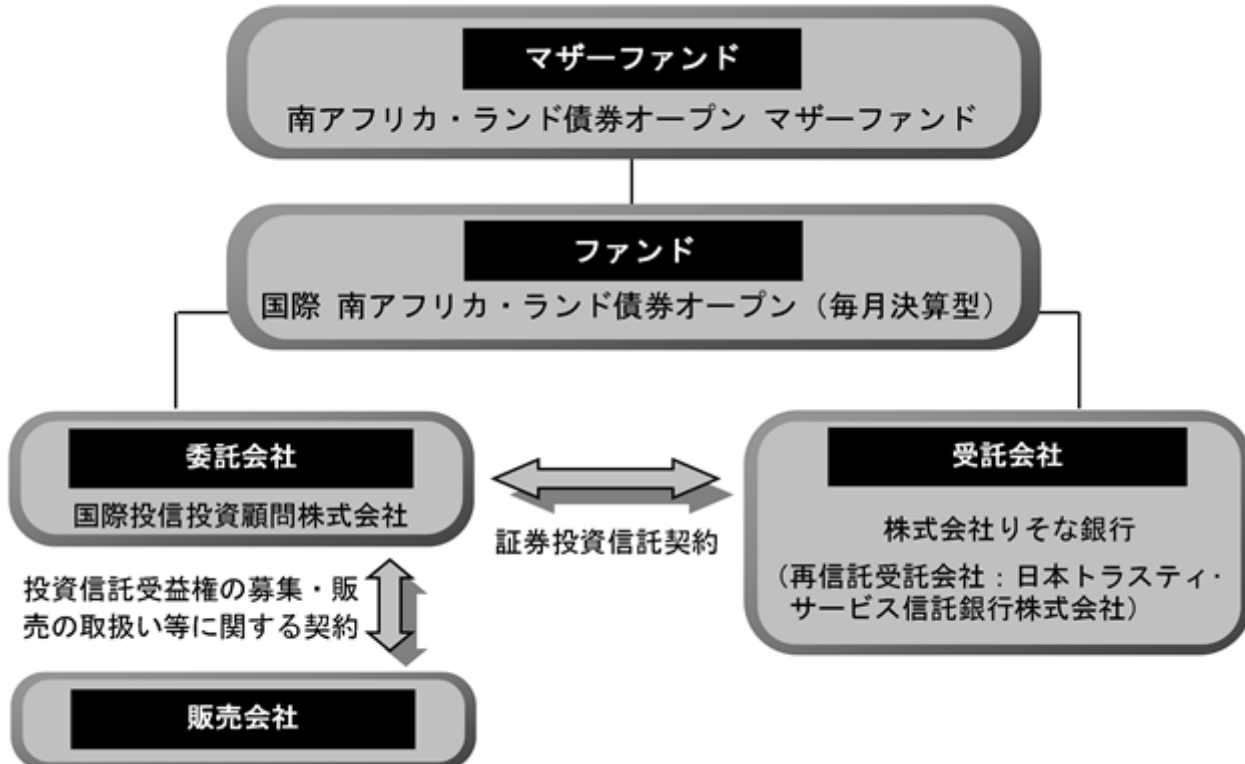 マザーファンド
南アフリカ・ランド債券オープン マザーファンド
ファンド
国際 南アフリカ・ランド債券オープン（毎月決算型）
委託会社
国際投信投資顧問株式会社
証券投資信託契約
受託会社
株式会社りそな銀行
（再信託受託会社：日本トラスティ・
サービス信託銀行株式会社）
投資信託受益権の募集・販
売の取扱い等に関する契約
販売会社